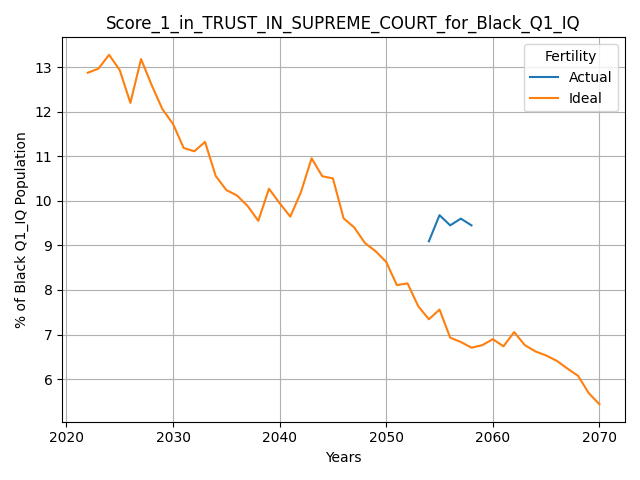 Score_1_in_TRUST_IN_SUPREME_COURT_for_Black_Q1_IQ
Fertility
Actual
Ideal
% of Black Q1_IQ Population
13
12
11
10
9
8
7
6
2020 2030 2040 2050 2060 2070
Years